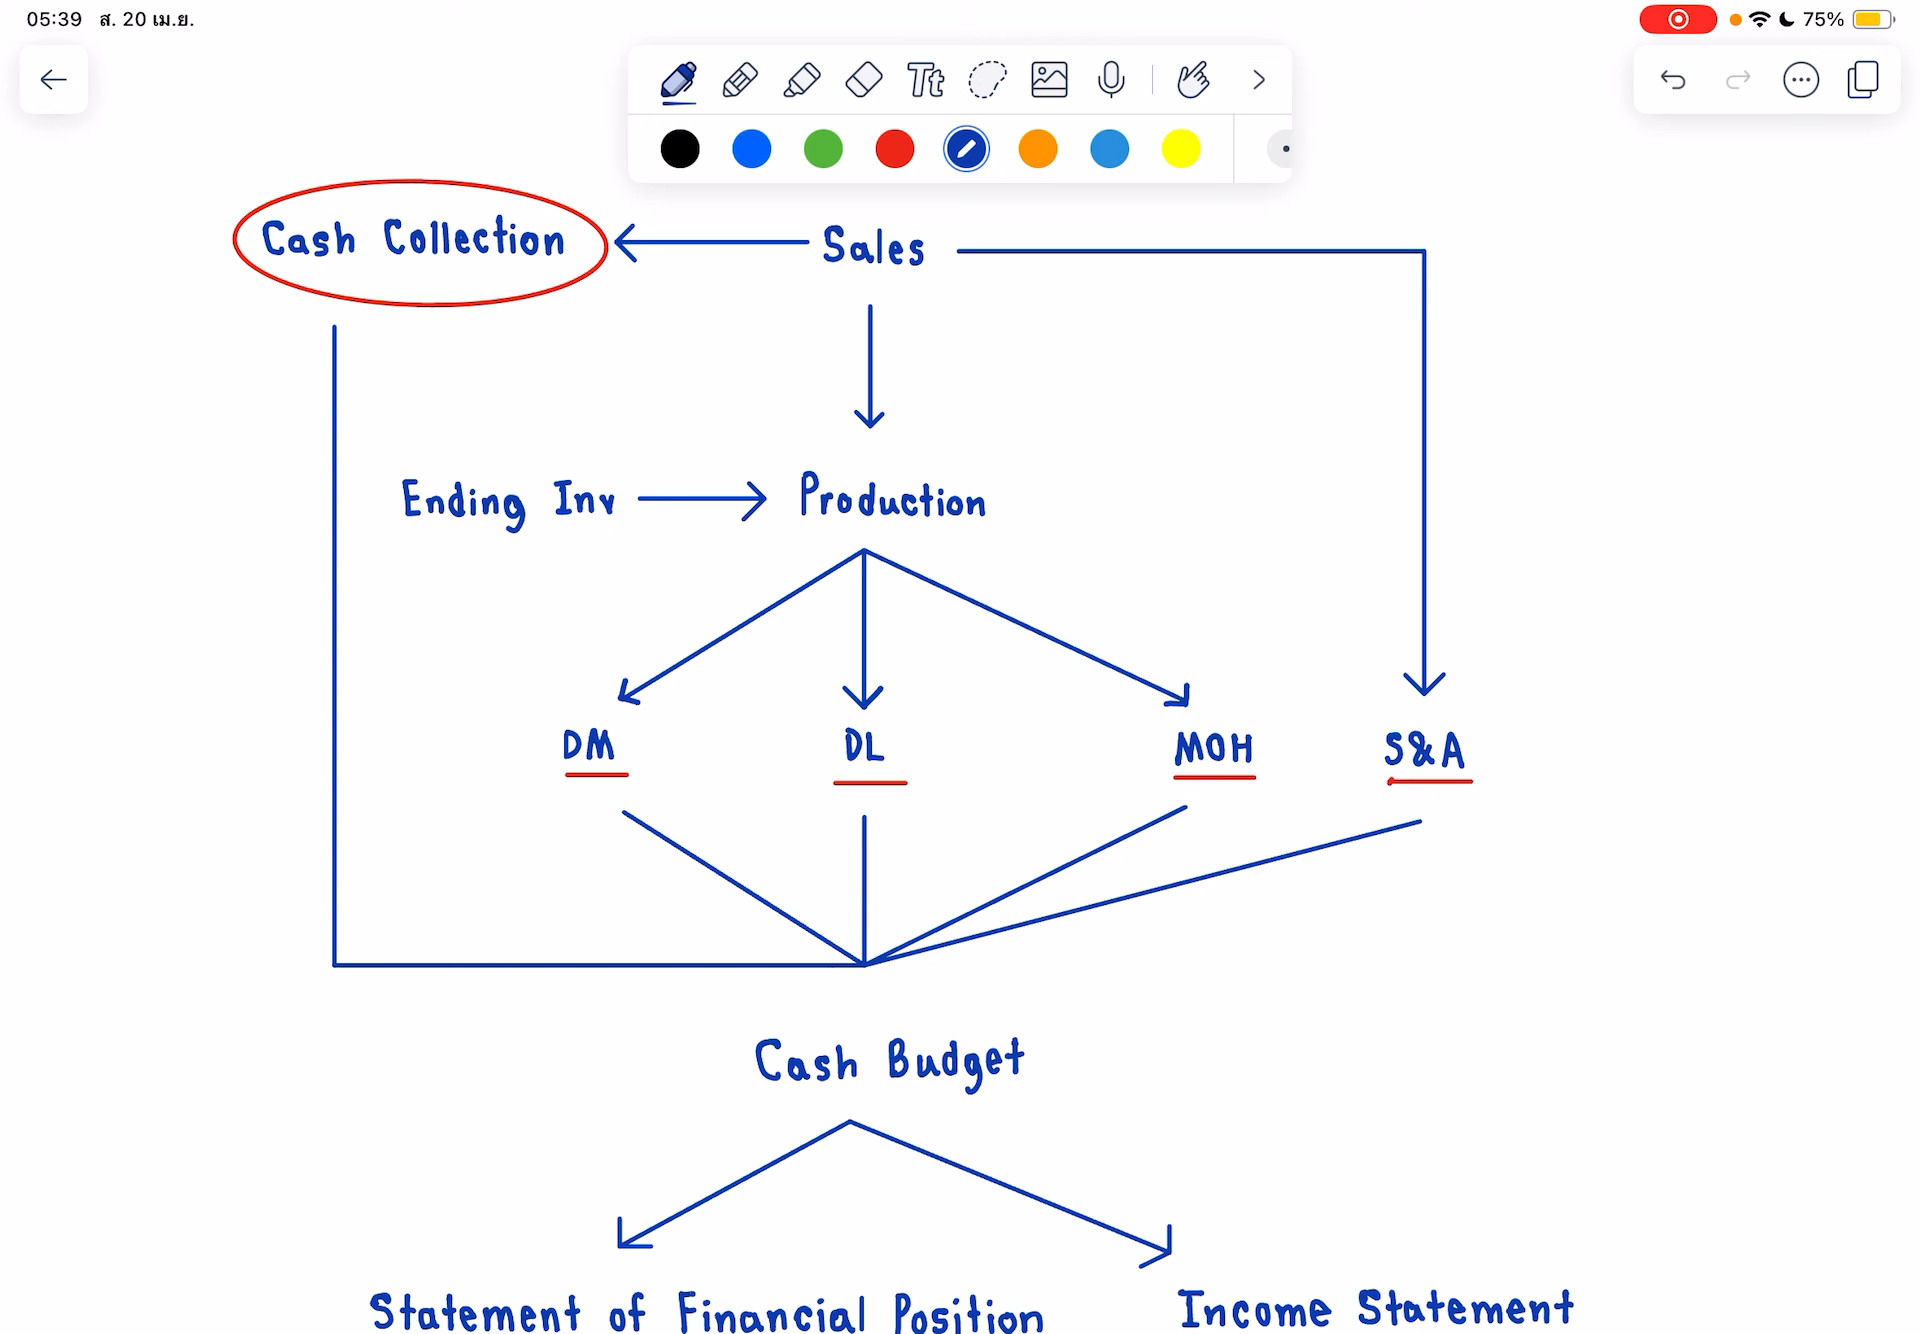 05:39 ส. 20 เม.ย. 75%
Tt
Cash Collection Sales
Ending Inv Production
DM DL MOH S&A
Cash Budget
Statement of Financial Position Income Statement